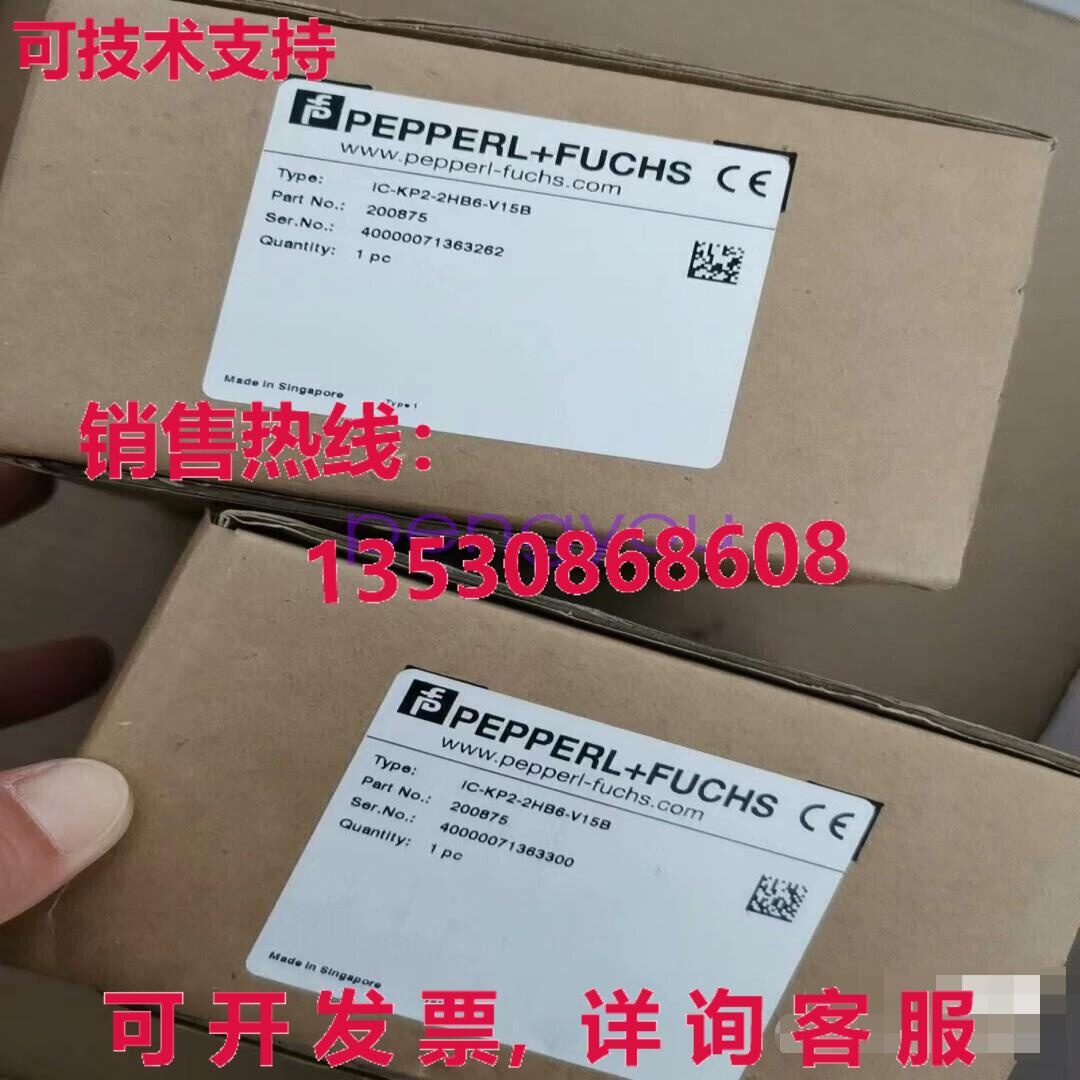 可技术支持
PEPPERL+FUCHS CE
www.pepperl-fuchs.com
Type: IC-KP2-2HB6-V15B
Part No.: 200875
Ser.No.: 40000071363262
Quantity: 1 pc
Made in Singapore
Type 1
销售热线：
pengyou
13530868608
PEPPERL+FUCHS CE
www.pepperl-fuchs.com
Type: IC-KP2-2HB6-V15B
Part No.: 200875
Ser.No.: 40000071363300
Quantity: 1 pc
Made in Singapore
可开发票, 详询客服